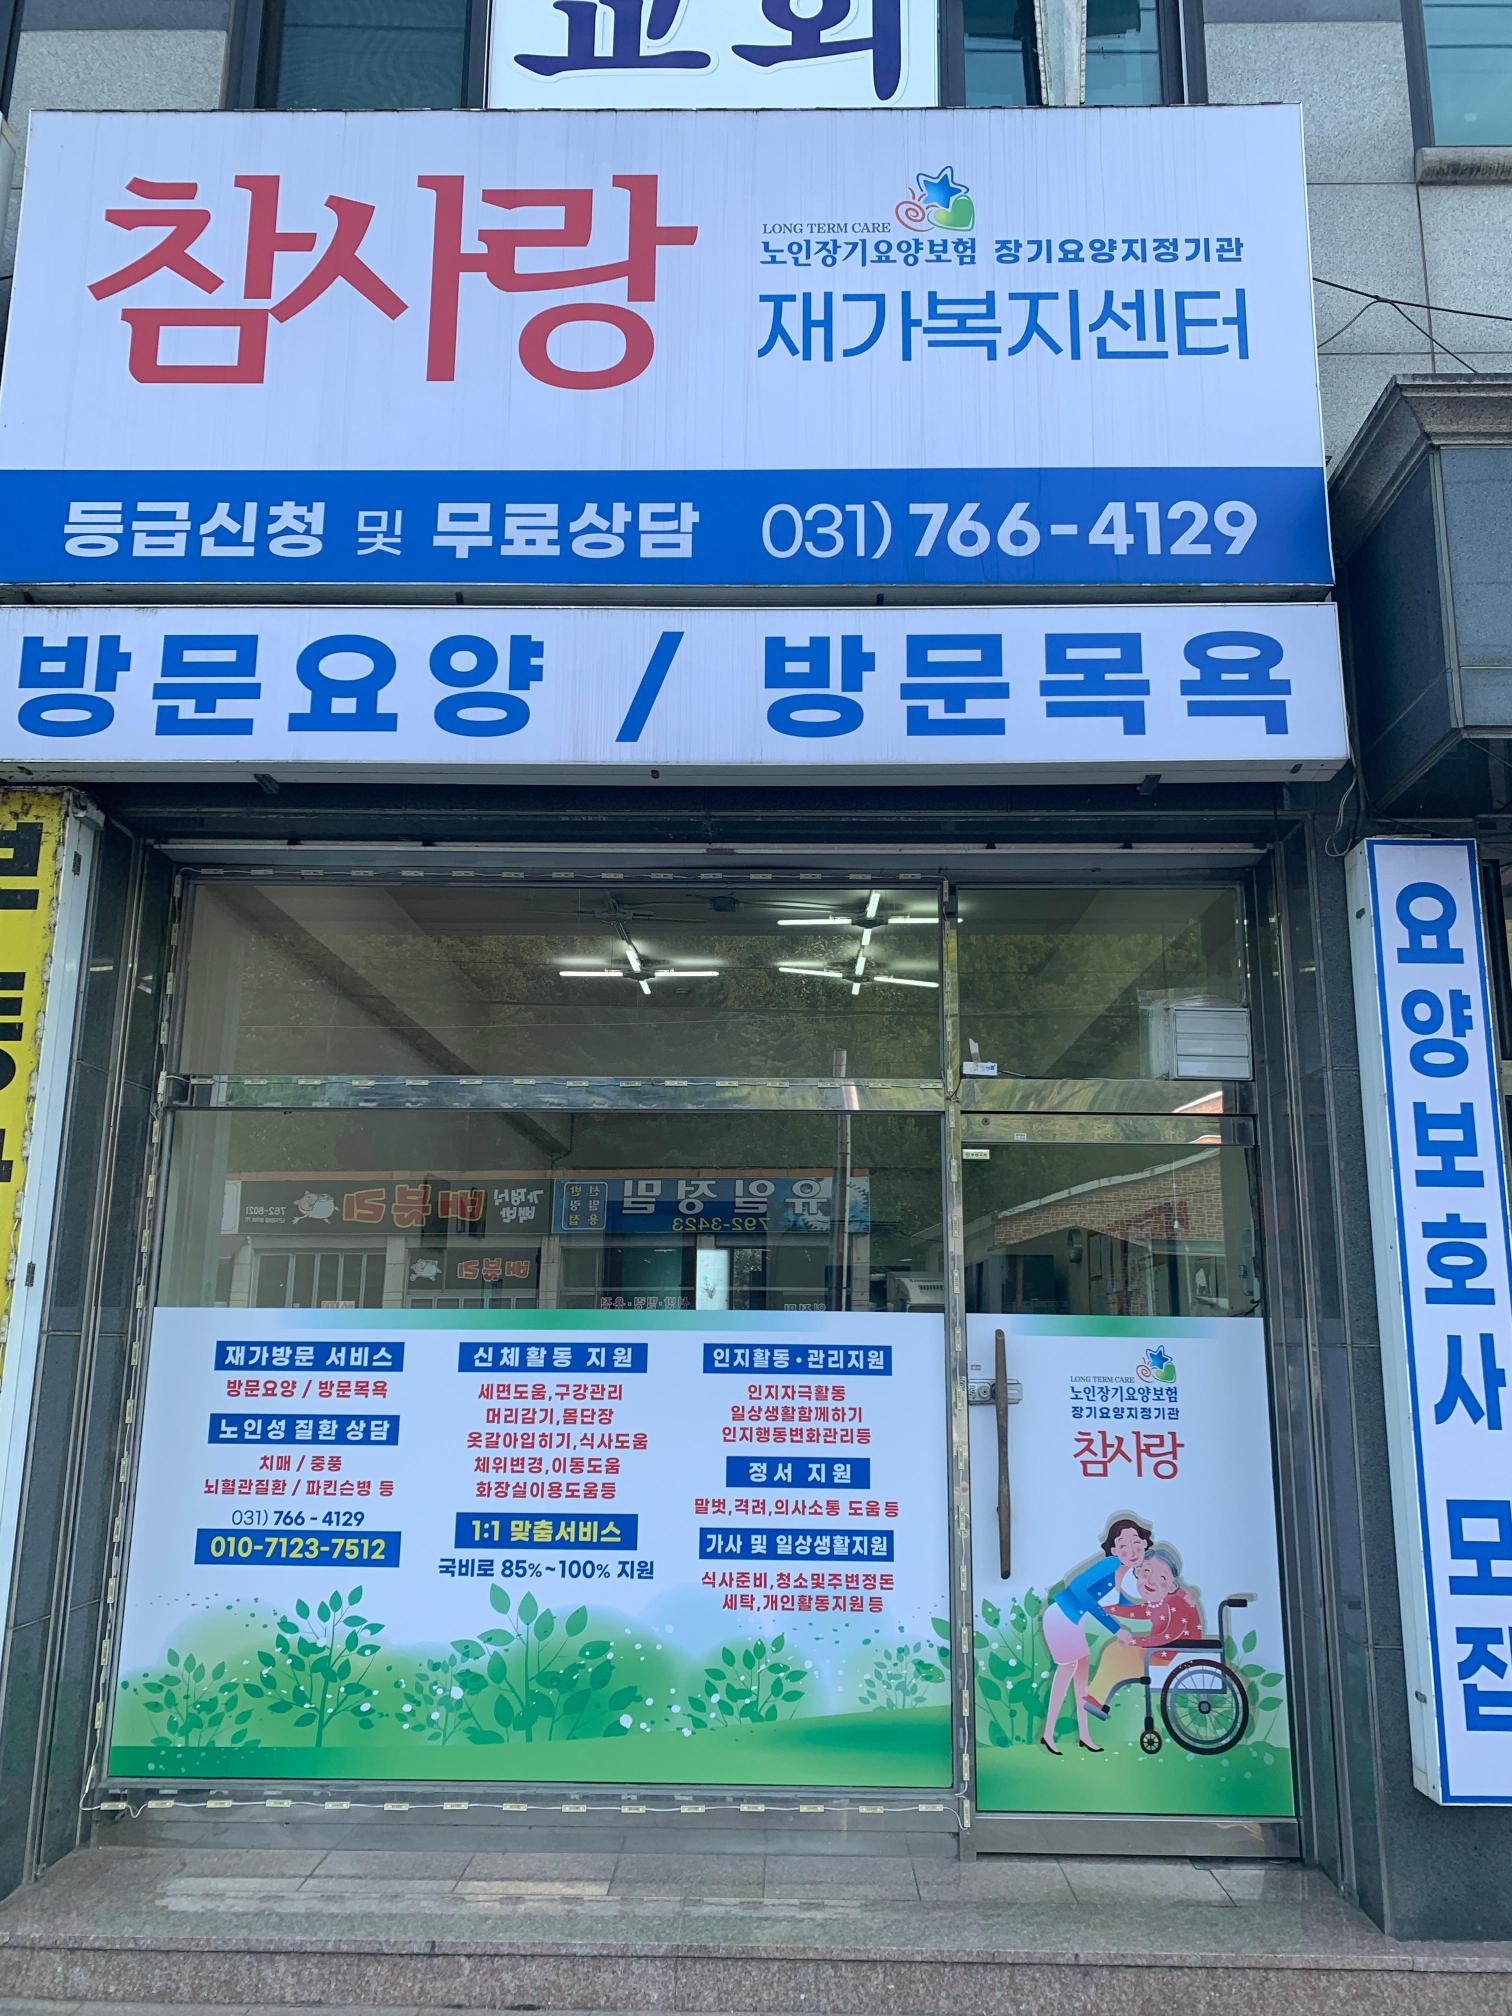 교회
참사랑
LONG TERM CARE
노인장기요양보험 장기요양지정기관
재가복지센터
등급신청 및 무료상담 031) 766-4129
방문요양 / 방문목욕
요양보호사 모집
762-8021
머슴리
유일정밀
792-3423
재가방문 서비스
방문요양 / 방문목욕
노인성 질환 상담
치매 / 중풍
뇌혈관질환 / 파킨슨병 등
031) 766-4129
010-7123-7512
신체활동 지원
세면도움,구강관리
머리감기,몸단장
옷갈아입히기,식사도움
체위변경,이동도움
화장실이용도움등
1:1 맞춤서비스
국비로 85%~100% 지원
인지활동·관리지원
인지자극활동
일상생활함께하기
인지행동변화관리등
정서 지원
말벗,격려,의사소통 도움등
가사 및 일상생활지원
식사준비,청소및주변정돈
세탁,개인활동지원등
LONG TERM CARE
노인장기요양보험
장기요양지정기관
참사랑